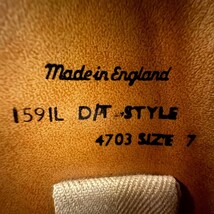 Made in England
1591L D/T STYLE
4703 SIZE 7